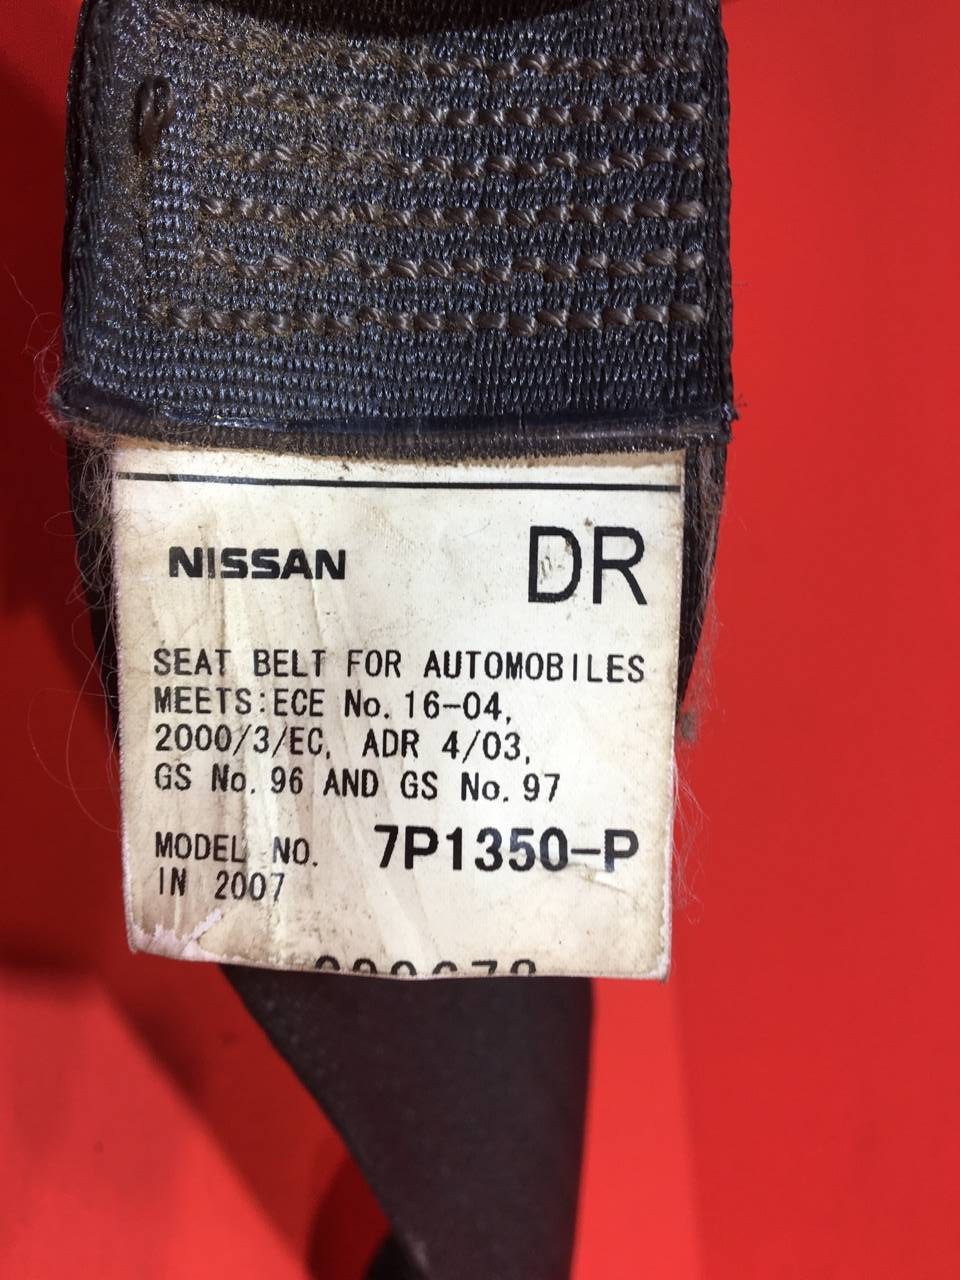 NISSAN DR
SEAT BELT FOR AUTOMOBILES
MEETS:ECE No. 16-04,
2000/3/EC, ADR 4/03,
GS No. 96 AND GS No. 97
MODEL NO. 7P1350-P
IN 2007